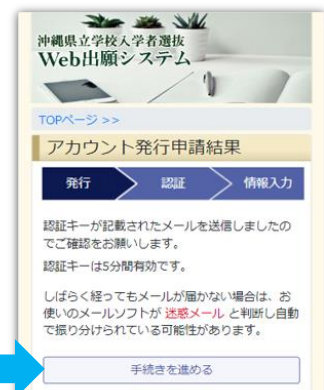 沖縄県立学校入学者選抜
Web出願システム
TOPページ >>
アカウント発行申請結果
発行 認証 情報入力
認証キーが記載されたメールを送信しましたの
でご確認をお願いします。
認証キーは5分間有効です。
しばらく経ってもメールが届かない場合は、お
使いのメールソフトが 迷惑メール と判断し自動
で振り分けられている可能性があります。
手続きを進める